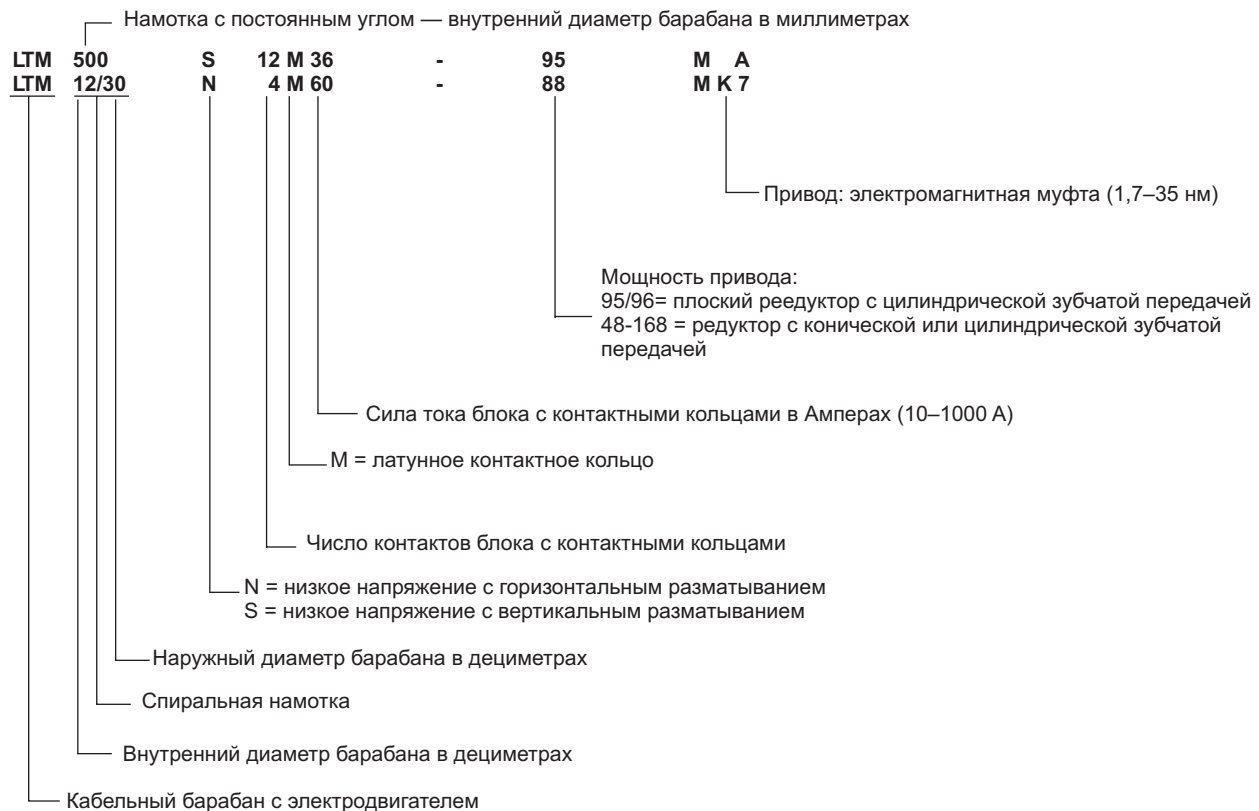 Намотка с постоянным углом — внутренний диаметр барабана в миллиметрах
LTM 500 S 12 M 36 - 95 M A
LTM 12/30 N 4 M 60 - 88 M K 7
Привод: электромагнитная муфта (1,7–35 нм)
Мощность привода:
95/96= плоский реедуктор с цилиндрической зубчатой передачей
48-168 = редуктор с конической или цилиндрической зубчатой
передачей
Сила тока блока с контактными кольцами в Амперах (10–1000 А)
М = латунное контактное кольцо
Число контактов блока с контактными кольцами
N = низкое напряжение с горизонтальным разматыванием
S = низкое напряжение с вертикальным разматыванием
Наружный диаметр барабана в дециметрах
Спиральная намотка
Внутренний диаметр барабана в дециметрах
Кабельный барабан с электродвигателем